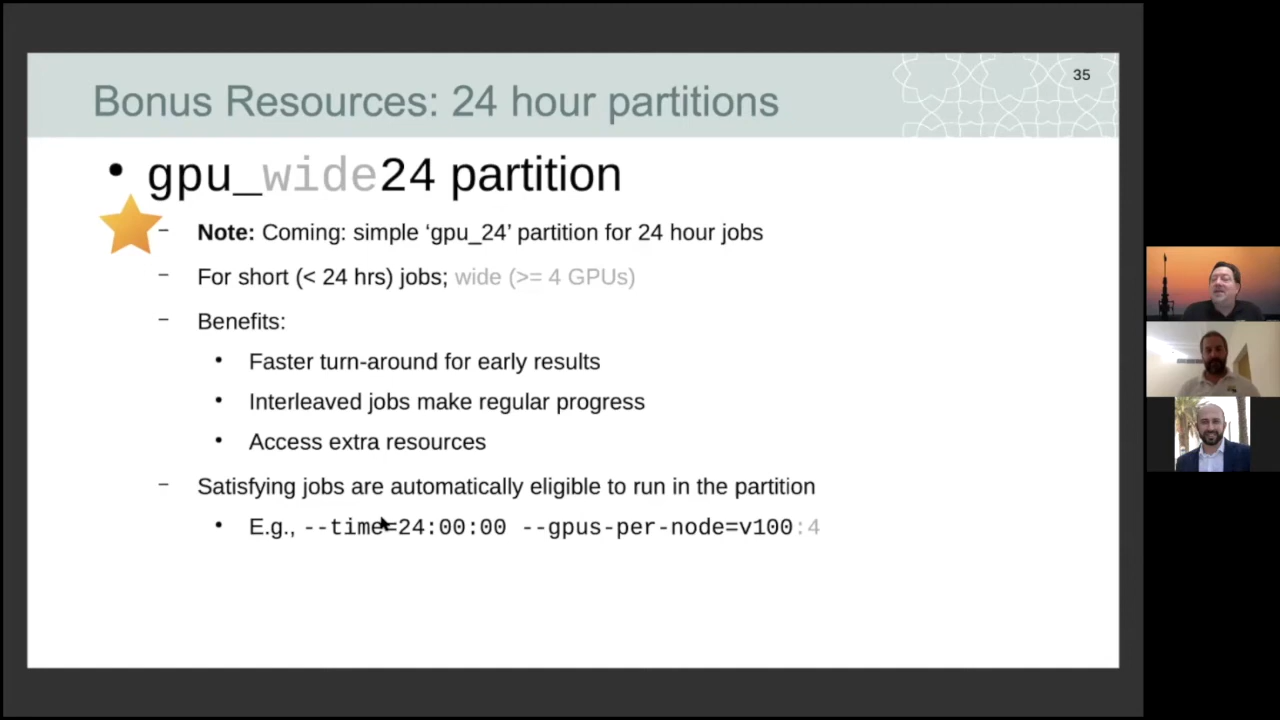 35
Bonus Resources: 24 hour partitions
• gpu_wide24 partition
– Note: Coming: simple ‘gpu_24’ partition for 24 hour jobs
– For short (< 24 hrs) jobs; wide (>= 4 GPUs)
– Benefits:
• Faster turn-around for early results
• Interleaved jobs make regular progress
• Access extra resources
– Satisfying jobs are automatically eligible to run in the partition
• E.g., --time=24:00:00 --gpus-per-node=v100:4